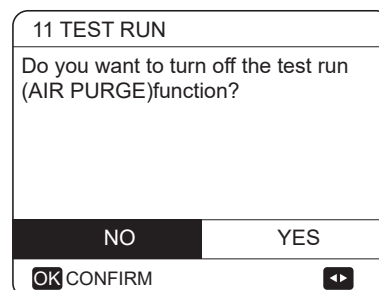 11 TEST RUN
Do you want to turn off the test run
(AIR PURGE)function?
NO YES
OK CONFIRM